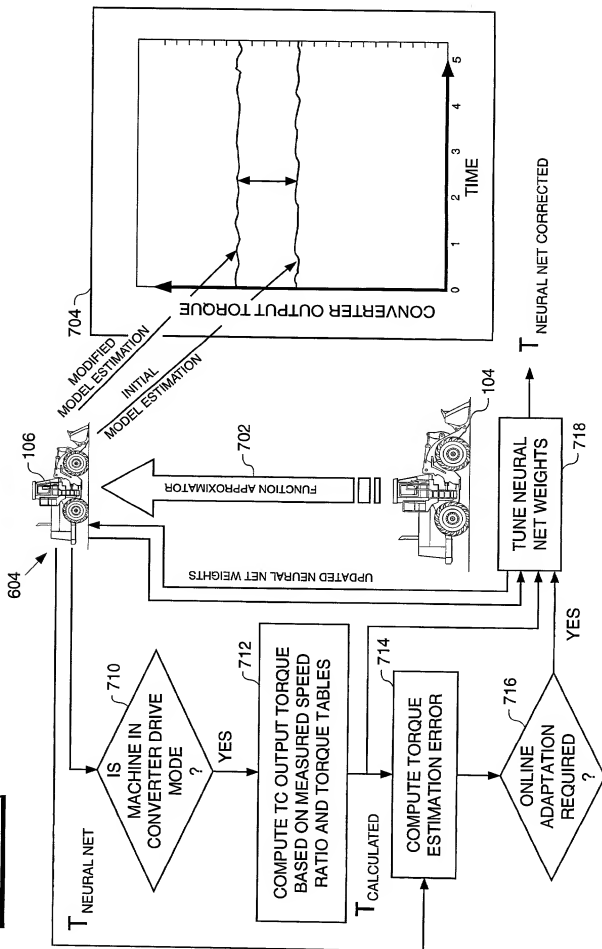 604
106
704
MODIFIED
MODEL ESTIMATION
INITIAL
MODEL ESTIMATION
CONVERTER OUTPUT TORQUE
0
1
2
3
4
5
TIME
702
FUNCTION APPROXIMATOR
104
UPDATED NEURAL NET WEIGHTS
T NEURAL NET
710
IS
MACHINE IN
CONVERTER DRIVE
MODE
?
YES
712
COMPUTE TC OUTPUT TORQUE
BASED ON MEASURED SPEED
RATIO AND TORQUE TABLES
T CALCULATED
714
COMPUTE TORQUE
ESTIMATION ERROR
716
ONLINE
ADAPTATION
REQUIRED
?
YES
TUNE NEURAL
NET WEIGHTS
718
T NEURAL NET CORRECTED